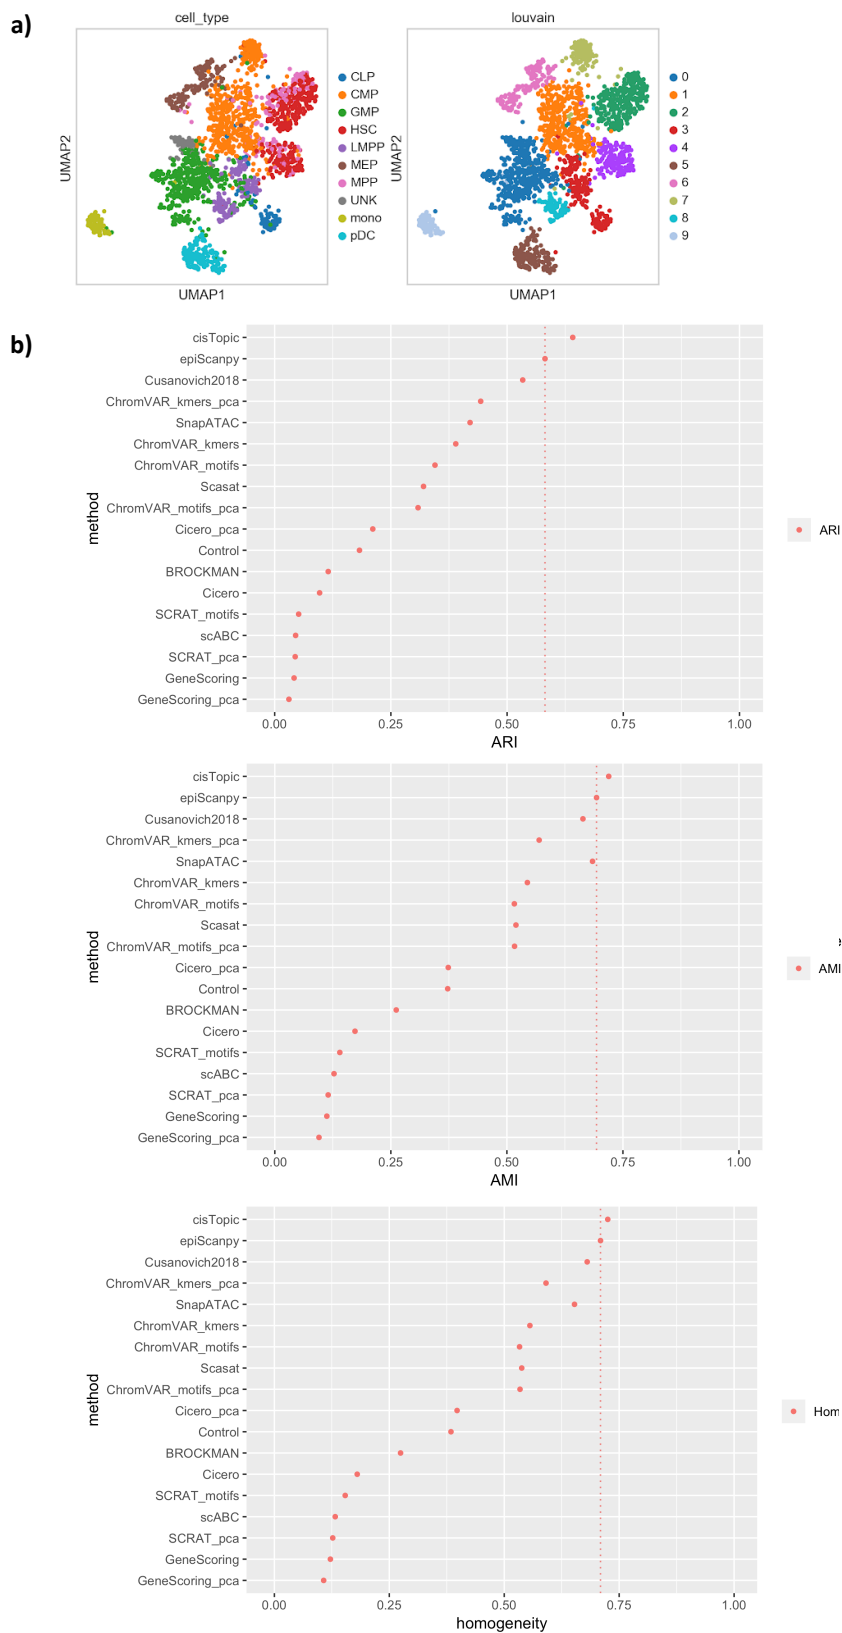 a)
cell_type
louvain
UMAP2
CLP
CMP
GMP
HSC
LMPP
MEP
MPP
UNK
mono
pDC
UMAP1
UMAP2
0
1
2
3
4
5
6
7
8
9
UMAP1
b)
method
cisTopic
epiScanpy
Cusanovich2018
ChromVAR_kmers_pca
SnapATAC
ChromVAR_kmers
ChromVAR_motifs
Scasat
ChromVAR_motifs_pca
Cicero_pca
Control
BROCKMAN
Cicero
SCRAT_motifs
scABC
SCRAT_pca
GeneScoring
GeneScoring_pca
0.00 0.25 0.50 0.75 1.00
ARI
ARI
method
cisTopic
epiScanpy
Cusanovich2018
ChromVAR_kmers_pca
SnapATAC
ChromVAR_kmers
ChromVAR_motifs
Scasat
ChromVAR_motifs_pca
Cicero_pca
Control
BROCKMAN
Cicero
SCRAT_motifs
scABC
SCRAT_pca
GeneScoring
GeneScoring_pca
0.00 0.25 0.50 0.75 1.00
AMI
AMI
method
cisTopic
epiScanpy
Cusanovich2018
ChromVAR_kmers_pca
SnapATAC
ChromVAR_kmers
ChromVAR_motifs
Scasat
ChromVAR_motifs_pca
Cicero_pca
Control
BROCKMAN
Cicero
SCRAT_motifs
scABC
SCRAT_pca
GeneScoring
GeneScoring_pca
0.00 0.25 0.50 0.75 1.00
homogeneity
Hom